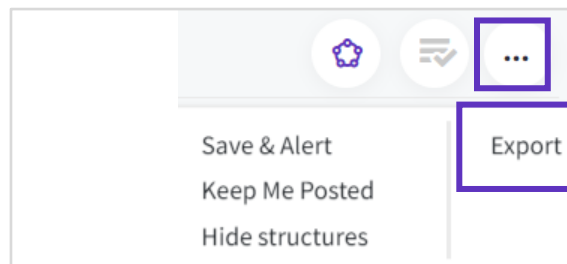 ...
Save & Alert
Export
Keep Me Posted
Hide structures